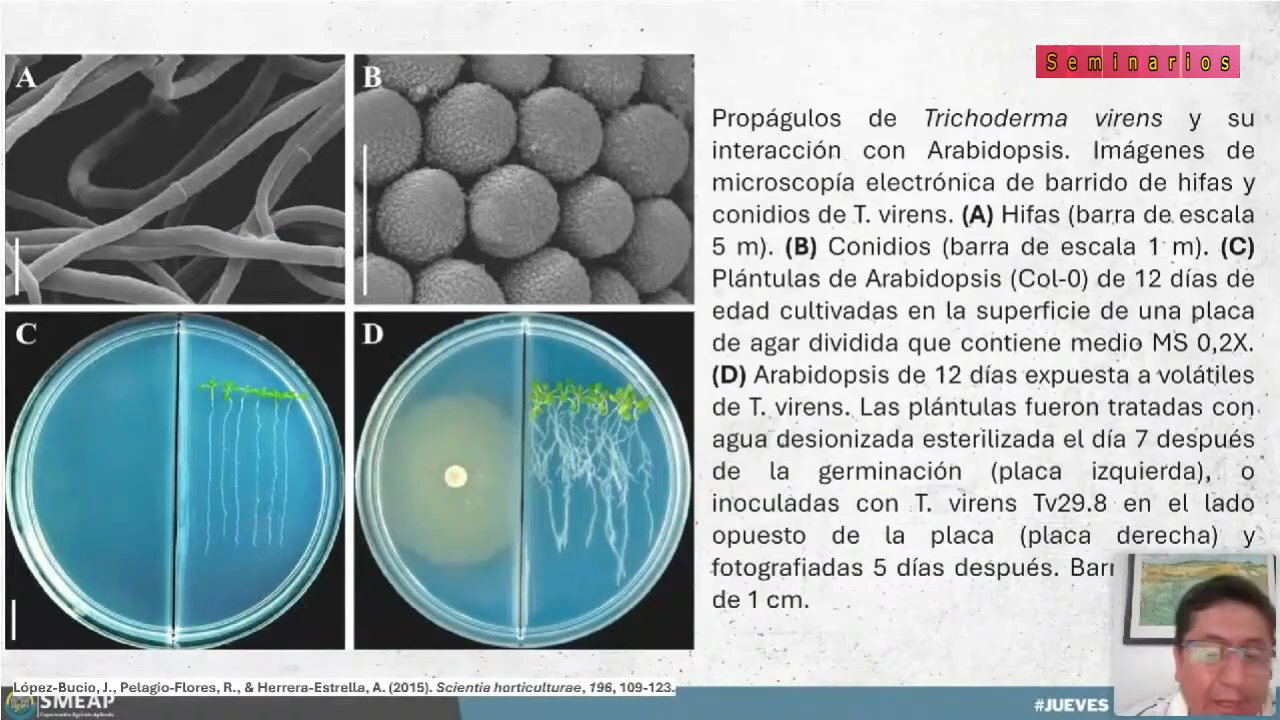 A
B
C
D
Seminarios
Propágulos de Trichoderma virens y su
interacción con Arabidopsis. Imágenes de
microscopía electrónica de barrido de hifas y
conidios de T. virens. (A) Hifas (barra de escala
5 m). (B) Conidios (barra de escala 1 m). (C)
Plántulas de Arabidopsis (Col-0) de 12 días de
edad cultivadas en la superficie de una placa
de agar dividida que contiene medio MS 0,2X.
(D) Arabidopsis de 12 días expuesta a volátiles
de T. virens. Las plántulas fueron tratadas con
agua desionizada esterilizada el día 7 después
de la germinación (placa izquierda), o
inoculadas con T. virens Tv29.8 en el lado
opuesto de la placa (placa derecha) y
fotografiadas 5 días después. Barr
de 1 cm.
López-Bucio, J., Pelagio-Flores, R., & Herrera-Estrella, A. (2015). Scientia horticulturae, 196, 109-123.
SMEAP
Capacitación Agrícola Aplicada
#JUEVES